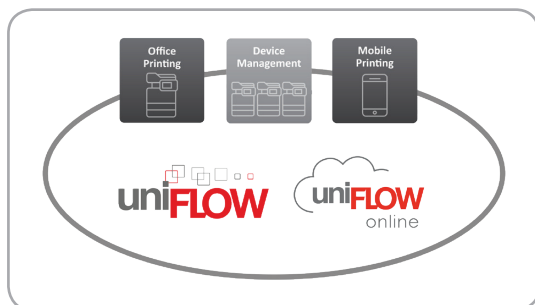 Office
Printing
Device
Management
Mobile
Printing
uniFLOW
uniFLOW
online